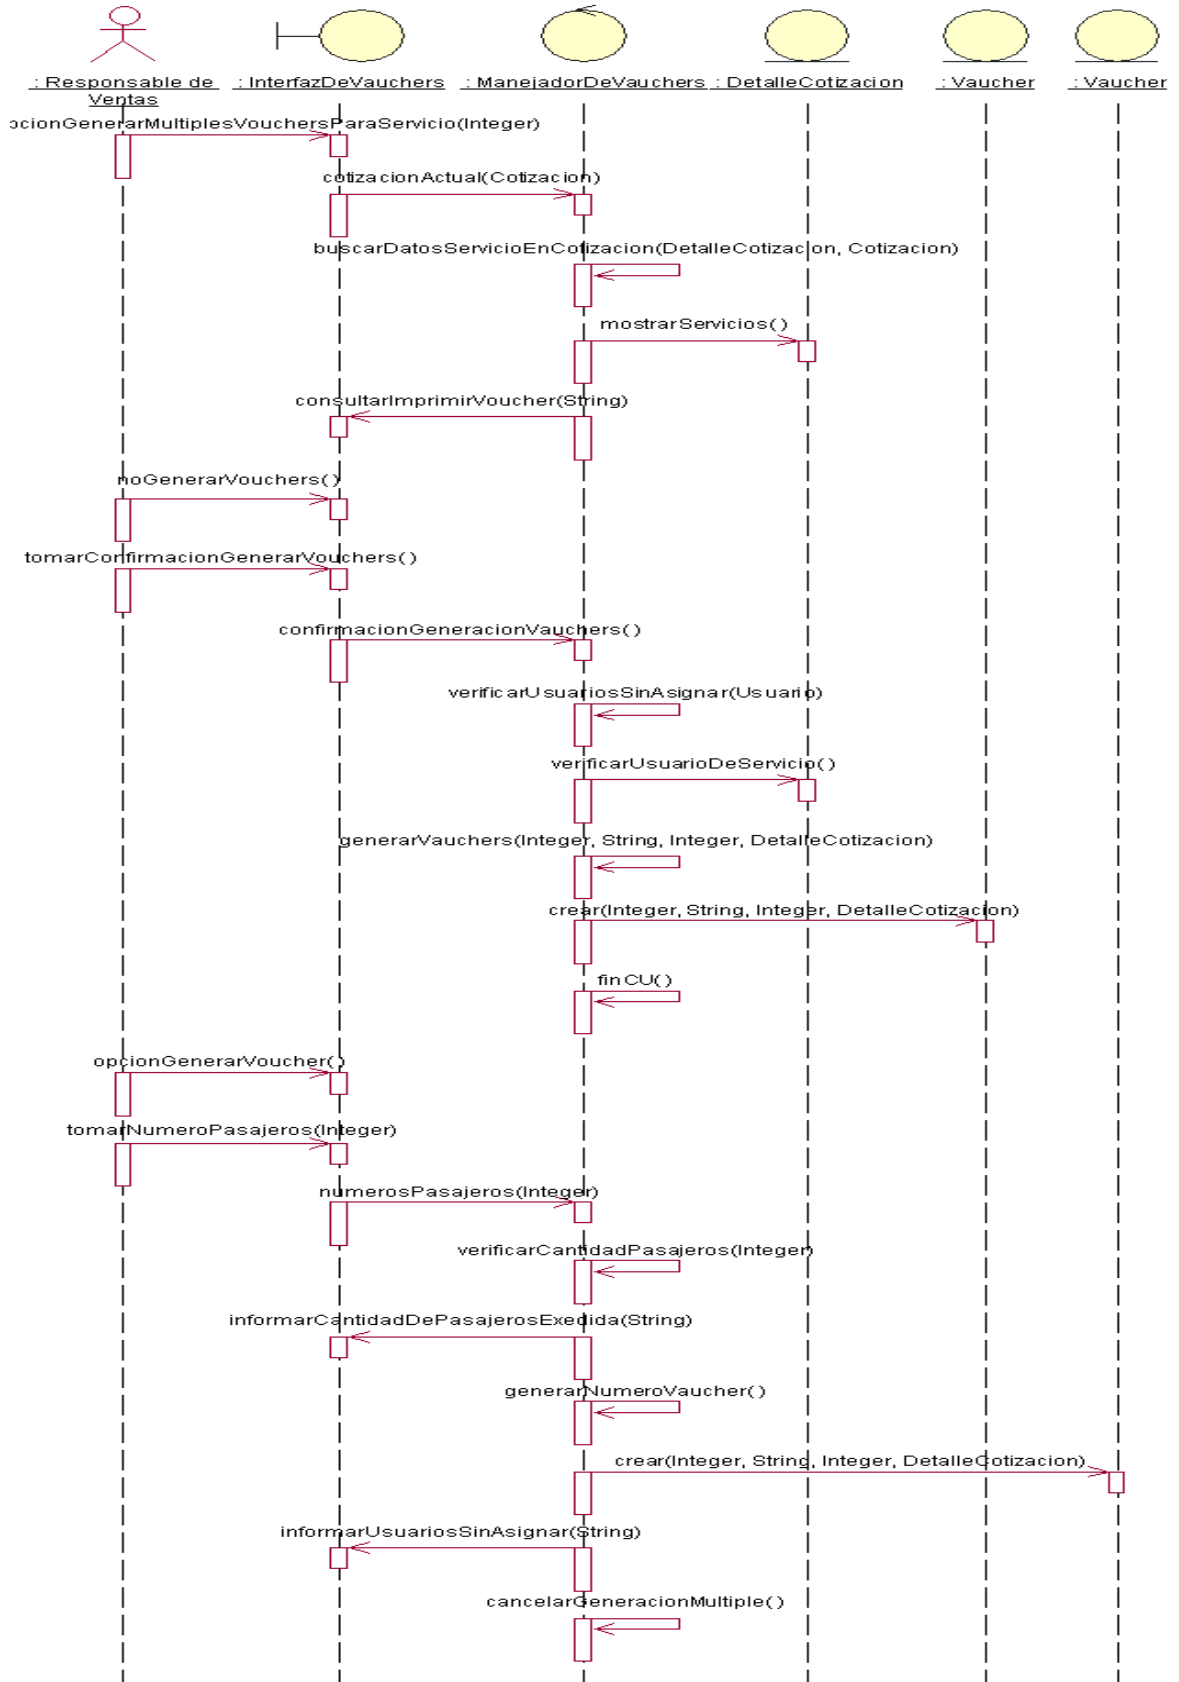 : Responsable de Ventas
: InterfazDeVauchers
: ManejadorDeVauchers
: DetalleCotizacion
: Vaucher
: Vaucher
pcionGenerarMultiplesVouchersParaServicio(Integer)
cotizacionActual(Cotizacion)
buscarDatosServicioEnCotizacion(DetalleCotizacion, Cotizacion)
mostrarServicios()
consultarImprimirVoucher(String)
noGenerarVouchers()
tomarConfirmacionGenerarVouchers()
confirmacionGeneracionVauchers()
verificarUsuariosSinAsignar(Usuario)
verificarUsuarioDeServicio()
generarVauchers(Integer, String, Integer, DetalleCotizacion)
crear(Integer, String, Integer, DetalleCotizacion)
finCU()
opcionGenerarVoucher()
tomarNumeroPasajeros(Integer)
numerosPasajeros(Integer)
verificarCantidadPasajeros(Integer)
informarCantidadDePasajerosExedida(String)
generarNumeroVaucher()
crear(Integer, String, Integer, DetalleCotizacion)
informarUsuariosSinAsignar(String)
cancelarGeneracionMultiple()